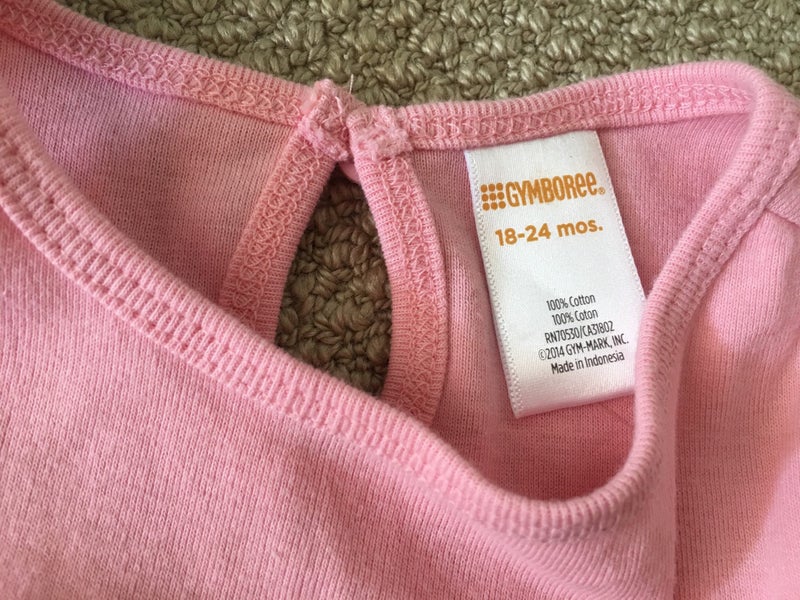 GYMBOREE®
18-24 mos.
100% Cotton
100% Coton
RN70530/CA31802
©2014 GYM-MARK, INC.
Made in Indonesia